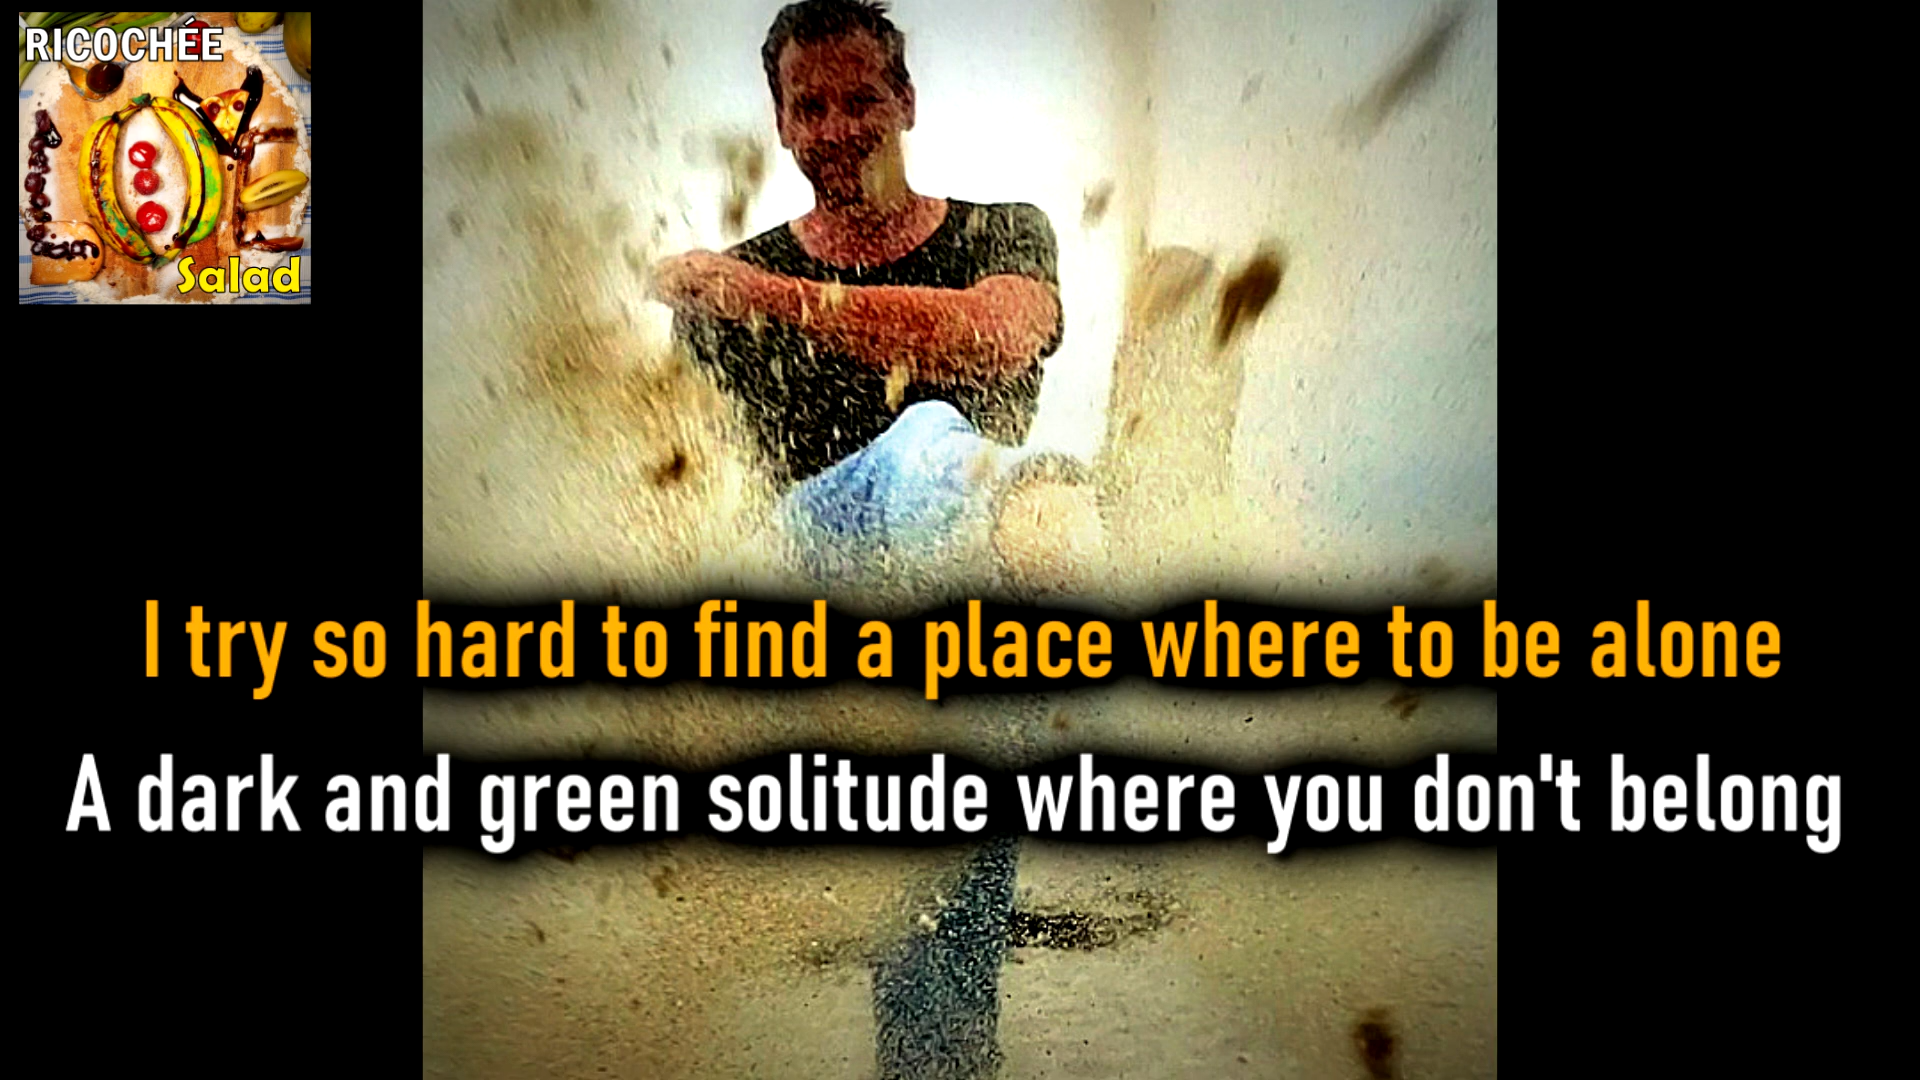 RICOCHÉE
Salad
I try so hard to find a place where to be alone
A dark and green solitude where you don't belong